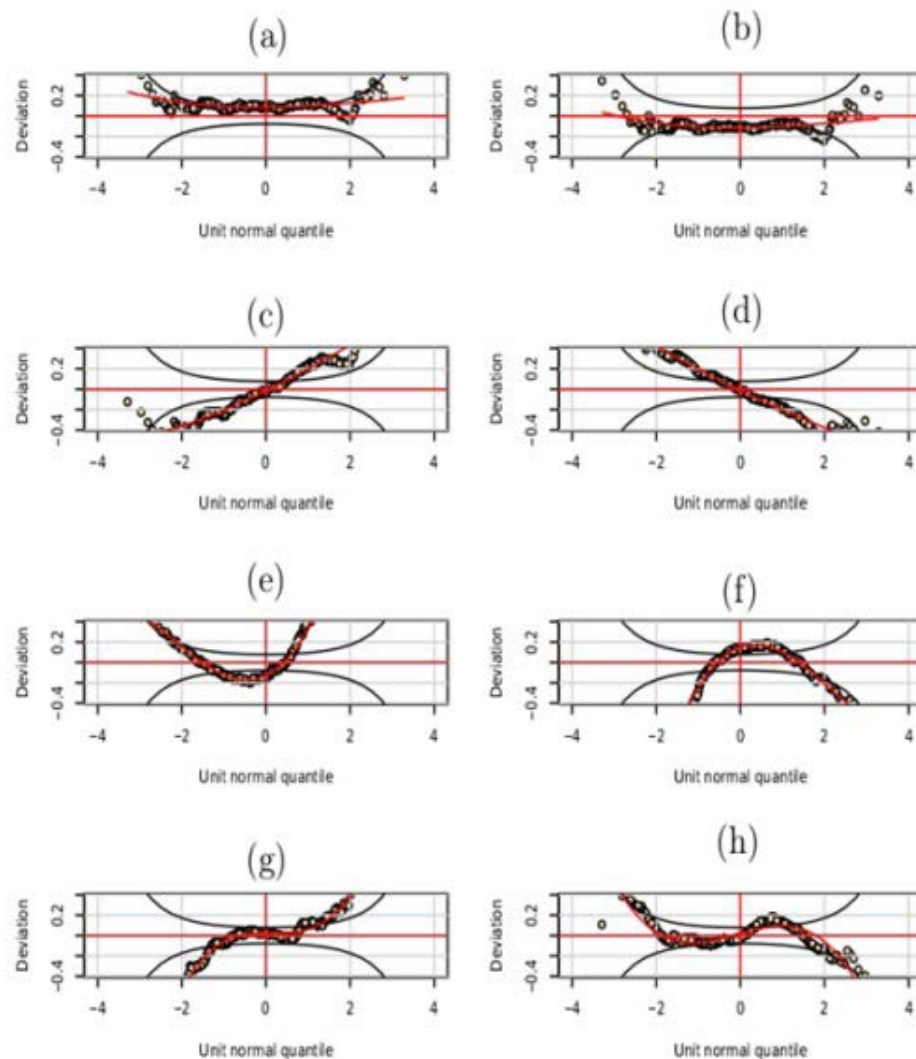 (a) (b)
Deviation 0.2 -0.4 Deviation 0.2 -0.4
−4 −2 0 2 4 −4 −2 0 2 4
Unit normal quantile Unit normal quantile
(c) (d)
Deviation 0.2 -0.4 Deviation 0.2 -0.4
−4 −2 0 2 4 −4 −2 0 2 4
Unit normal quantile Unit normal quantile
(e) (f)
Deviation 0.2 -0.4 Deviation 0.2 -0.4
−4 −2 0 2 4 −4 −2 0 2 4
Unit normal quantile Unit normal quantile
(g) (h)
Deviation 0.2 -0.4 Deviation 0.2 -0.4
−4 −2 0 2 4 −4 −2 0 2 4
Unit normal quantile Unit normal quantile